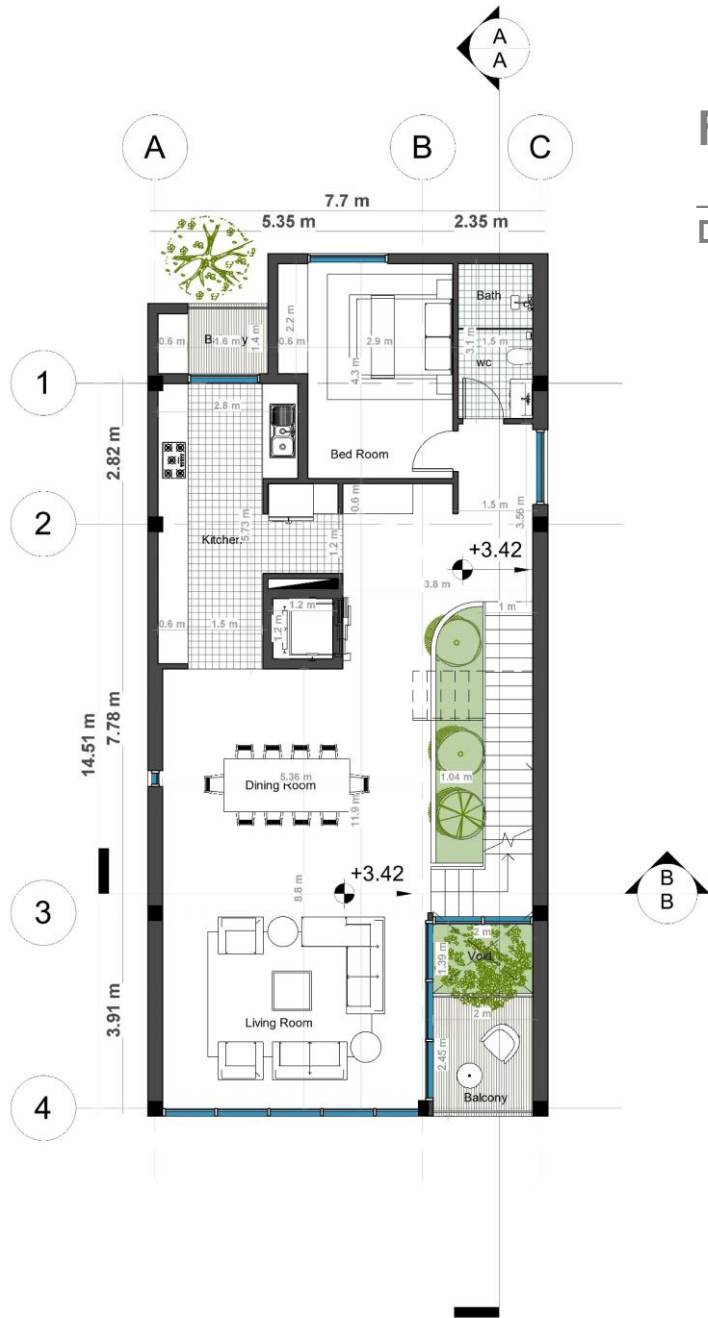 A
A
A
B
C
7.7 m
5.35 m
2.35 m
Bath
2.2 m
0.6 m
1.6 m
1.4 m
0.6 m
2.9 m
3.1 m
1.5 m
wc
4.3 m
1
2.8 m
2.82 m
Bed Room
0.6 m
1.5 m
3.56 m
2
Kitchen
5.73 m
1.2 m
+3.42
3.8 m
0.6 m
1.5 m
1.2 m
1.2 m
1 m
14.51 m
7.78 m
5.36 m
Dining Room
1.04 m
11.9 m
+3.42
8.8 m
B
B
3
2 m
Void
1.39 m
3.91 m
Living Room
2 m
2.45 m
Balcony
4